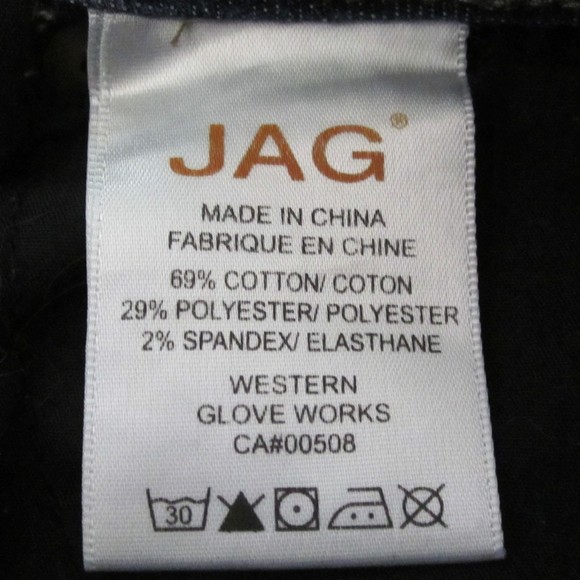 JAG®
MADE IN CHINA
FABRIQUE EN CHINE
69% COTTON/ COTON
29% POLYESTER/ POLYESTER
2% SPANDEX/ ELASTHANE
WESTERN
GLOVE WORKS
CA#00508
30